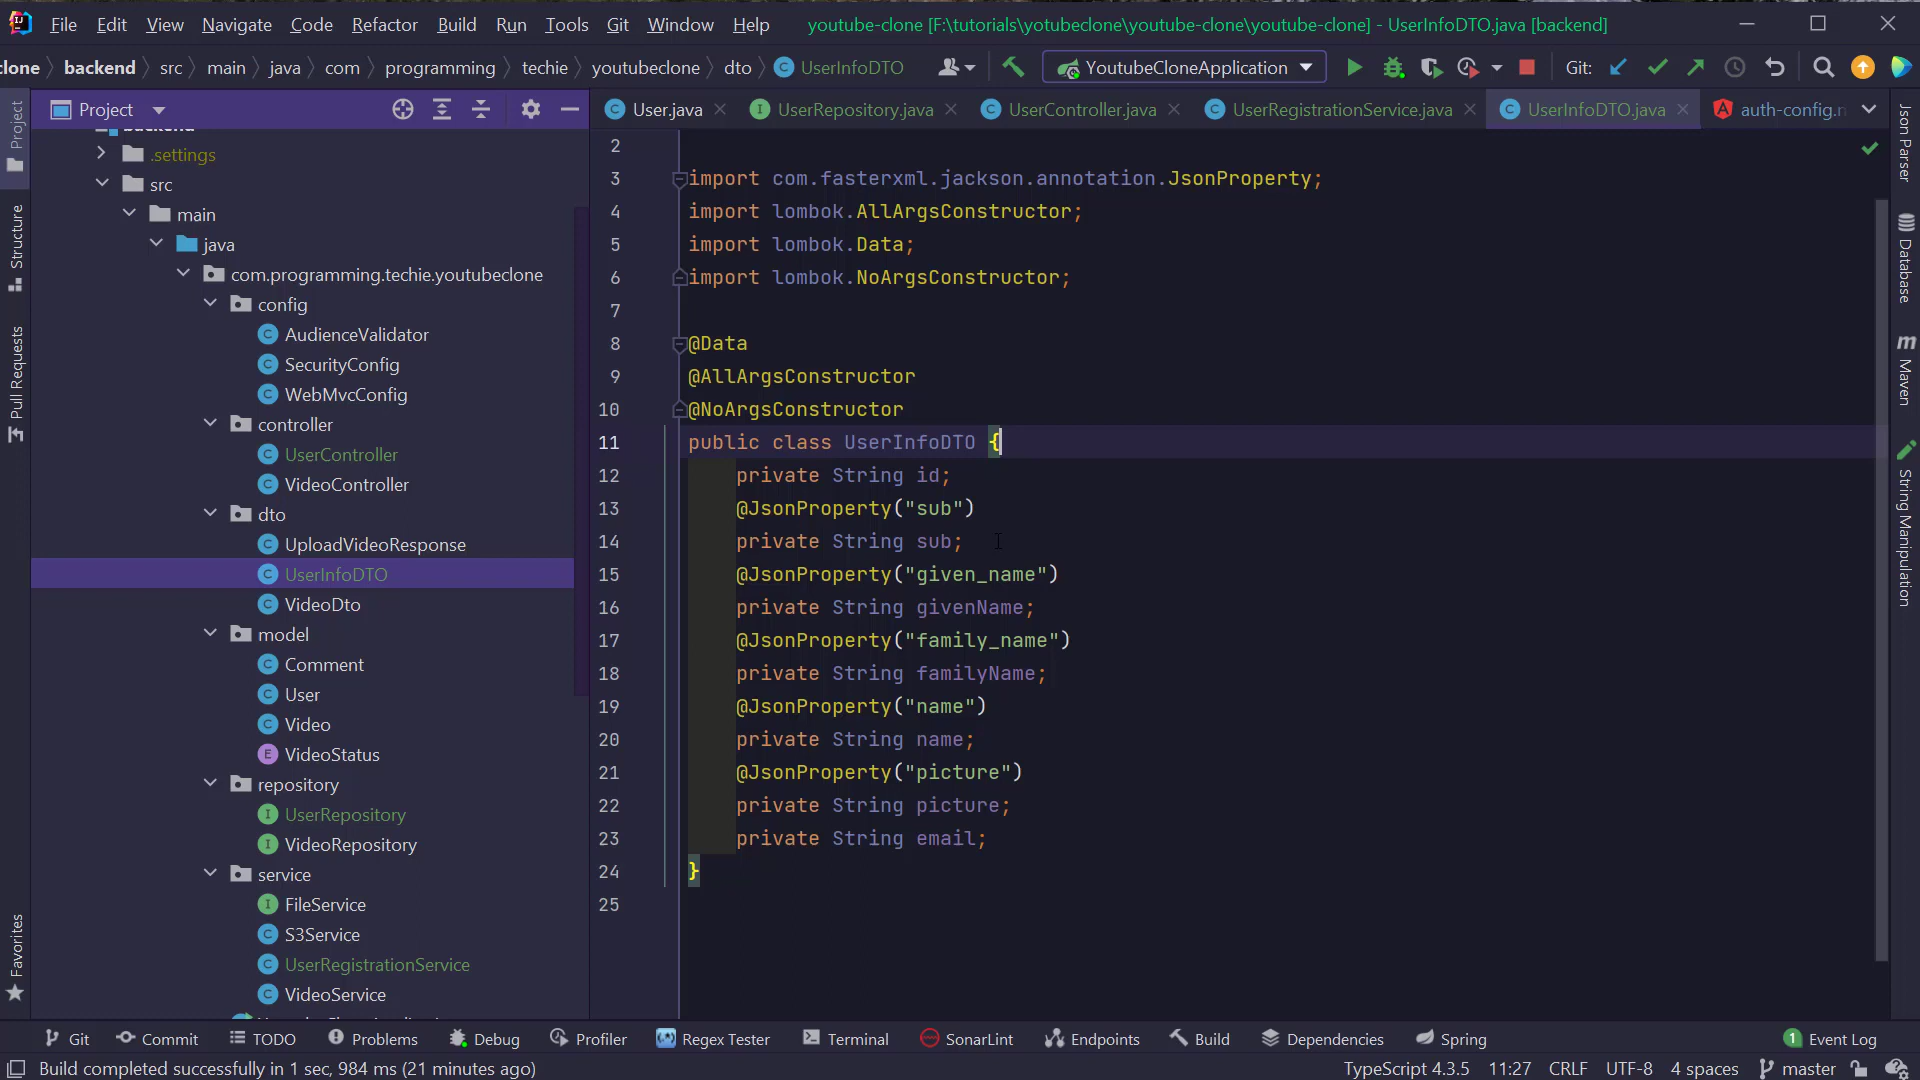 File Edit View Navigate Code Refactor Build Run Tools Git Window Help youtube-clone [F:\tutorials\yotubeclone\youtube-clone\youtube-clone] - UserInfoDTO.java [backend]
clone backend src main java com programming techie youtubeclone dto UserInfoDTO YoutubeCloneApplication Git:
Project
User.java UserRepository.java UserController.java UserRegistrationService.java UserInfoDTO.java auth-config.
backend
.settings
src
main
java
com.programming.techie.youtubeclone
config
AudienceValidator
SecurityConfig
WebMvcConfig
controller
UserController
VideoController
dto
UploadVideoResponse
UserInfoDTO
VideoDto
model
Comment
User
Video
VideoStatus
repository
UserRepository
VideoRepository
service
FileService
S3Service
UserRegistrationService
VideoService
2
3 import com.fasterxml.jackson.annotation.JsonProperty;
4 import lombok.AllArgsConstructor;
5 import lombok.Data;
6 import lombok.NoArgsConstructor;
7
8 @Data
9 @AllArgsConstructor
10 @NoArgsConstructor
11 public class UserInfoDTO {
12 private String id;
13 @JsonProperty("sub")
14 private String sub;
15 @JsonProperty("given_name")
16 private String givenName;
17 @JsonProperty("family_name")
18 private String familyName;
19 @JsonProperty("name")
20 private String name;
21 @JsonProperty("picture")
22 private String picture;
23 private String email;
24 }
25
Project
Structure
Pull Requests
Favorites
Json Parser
Database
Maven
String Manipulation
Git Commit TODO Problems Debug Profiler Regex Tester Terminal SonarLint Endpoints Build Dependencies Spring 1 Event Log
Build completed successfully in 1 sec, 984 ms (21 minutes ago) TypeScript 4.3.5 11:27 CRLF UTF-8 4 spaces master